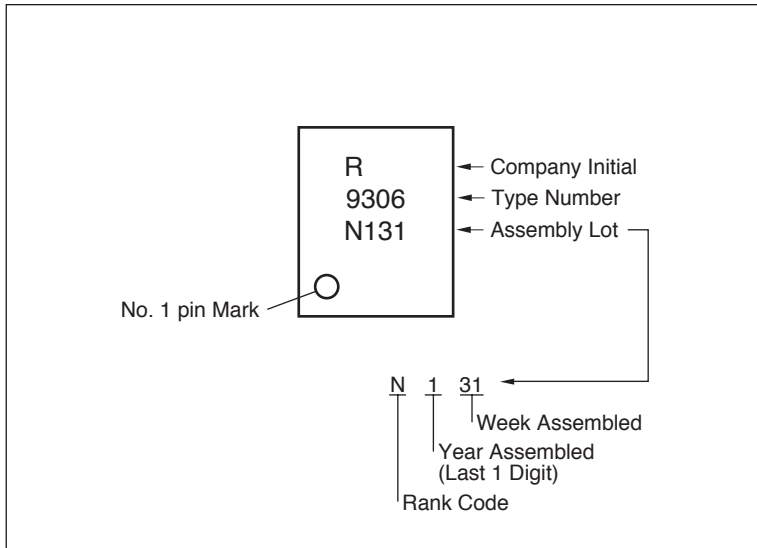 R
9306
N131
Company Initial
Type Number
Assembly Lot
No. 1 pin Mark
N 1 31
Week Assembled
Year Assembled
(Last 1 Digit)
Rank Code